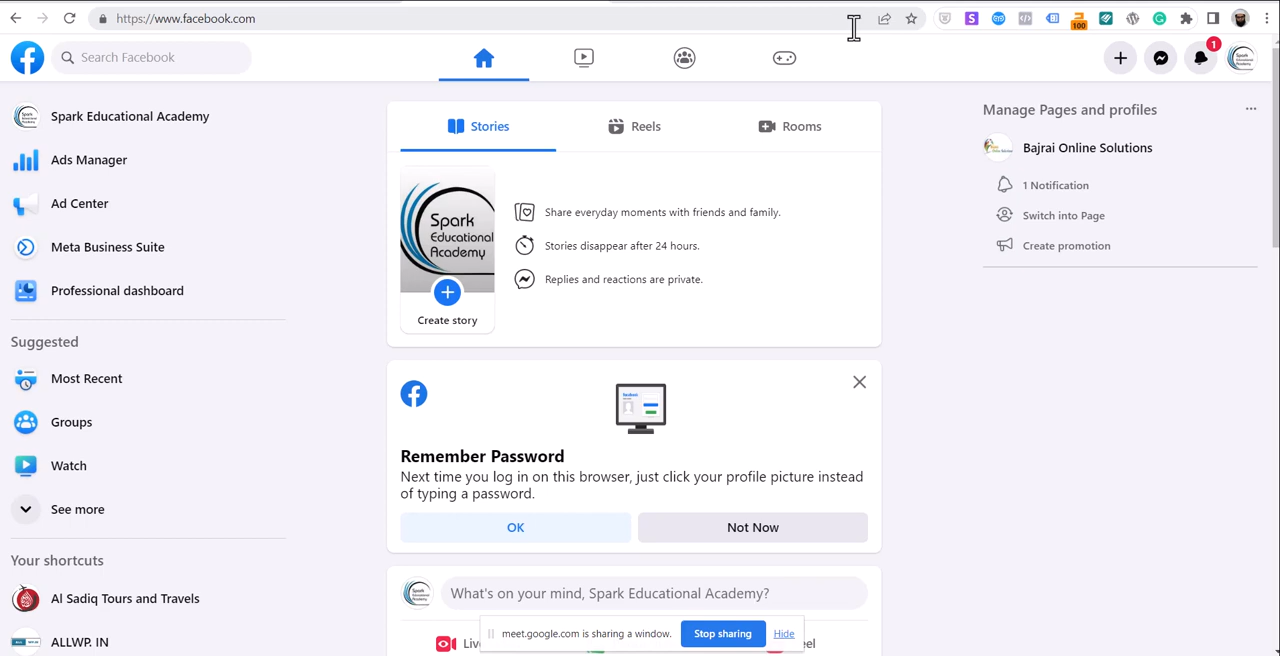 https://www.facebook.com
100
Search Facebook
1
Spark Educational Academy
Ads Manager
Ad Center
Meta Business Suite
Professional dashboard
Suggested
Most Recent
Groups
Watch
See more
Your shortcuts
Al Sadiq Tours and Travels
ALLWP. IN
Stories
Reels
Rooms
Spark
Educational
Academy
Create story
Share everyday moments with friends and family.
Stories disappear after 24 hours.
Replies and reactions are private.
Remember Password
Next time you log in on this browser, just click your profile picture instead
of typing a password.
OK
Not Now
What's on your mind, Spark Educational Academy?
meet.google.com is sharing a window.
Stop sharing
Hide
Manage Pages and profiles
Bajrai Online Solutions
1 Notification
Switch into Page
Create promotion